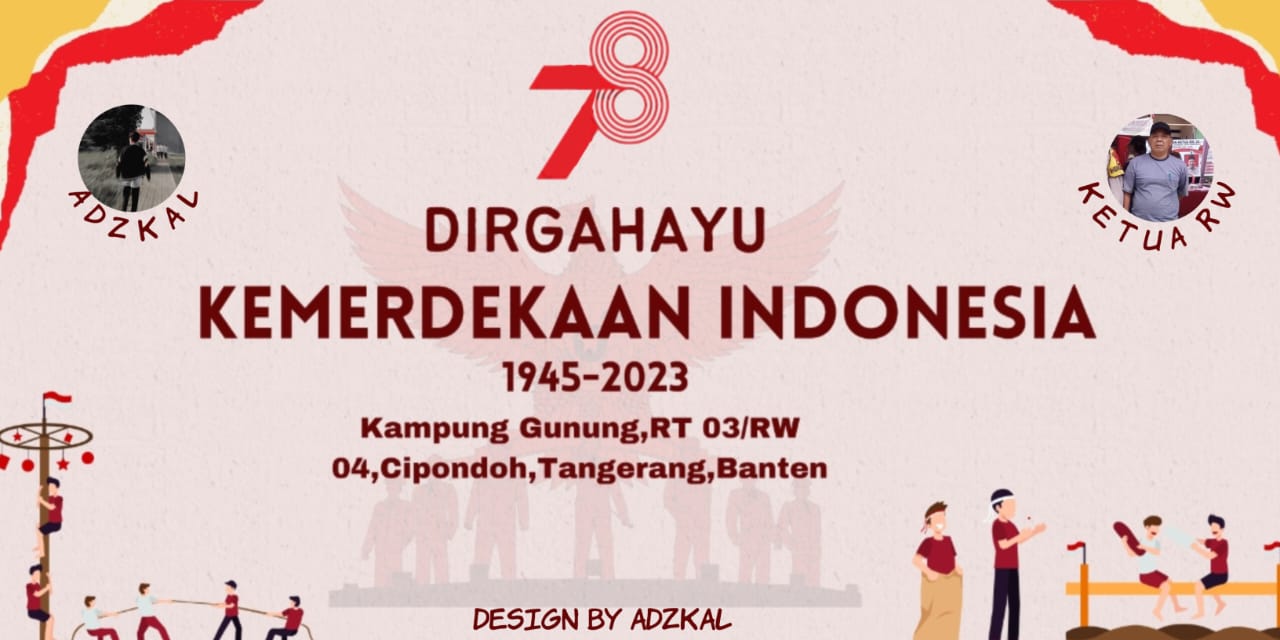 78
ADZKAL
KETUA RW
DIRGAHAYU
KEMERDEKAAN INDONESIA
1945-2023
Kampung Gunung,RT 03/RW
04,Cipondoh,Tangerang,Banten
DESIGN BY ADZKAL